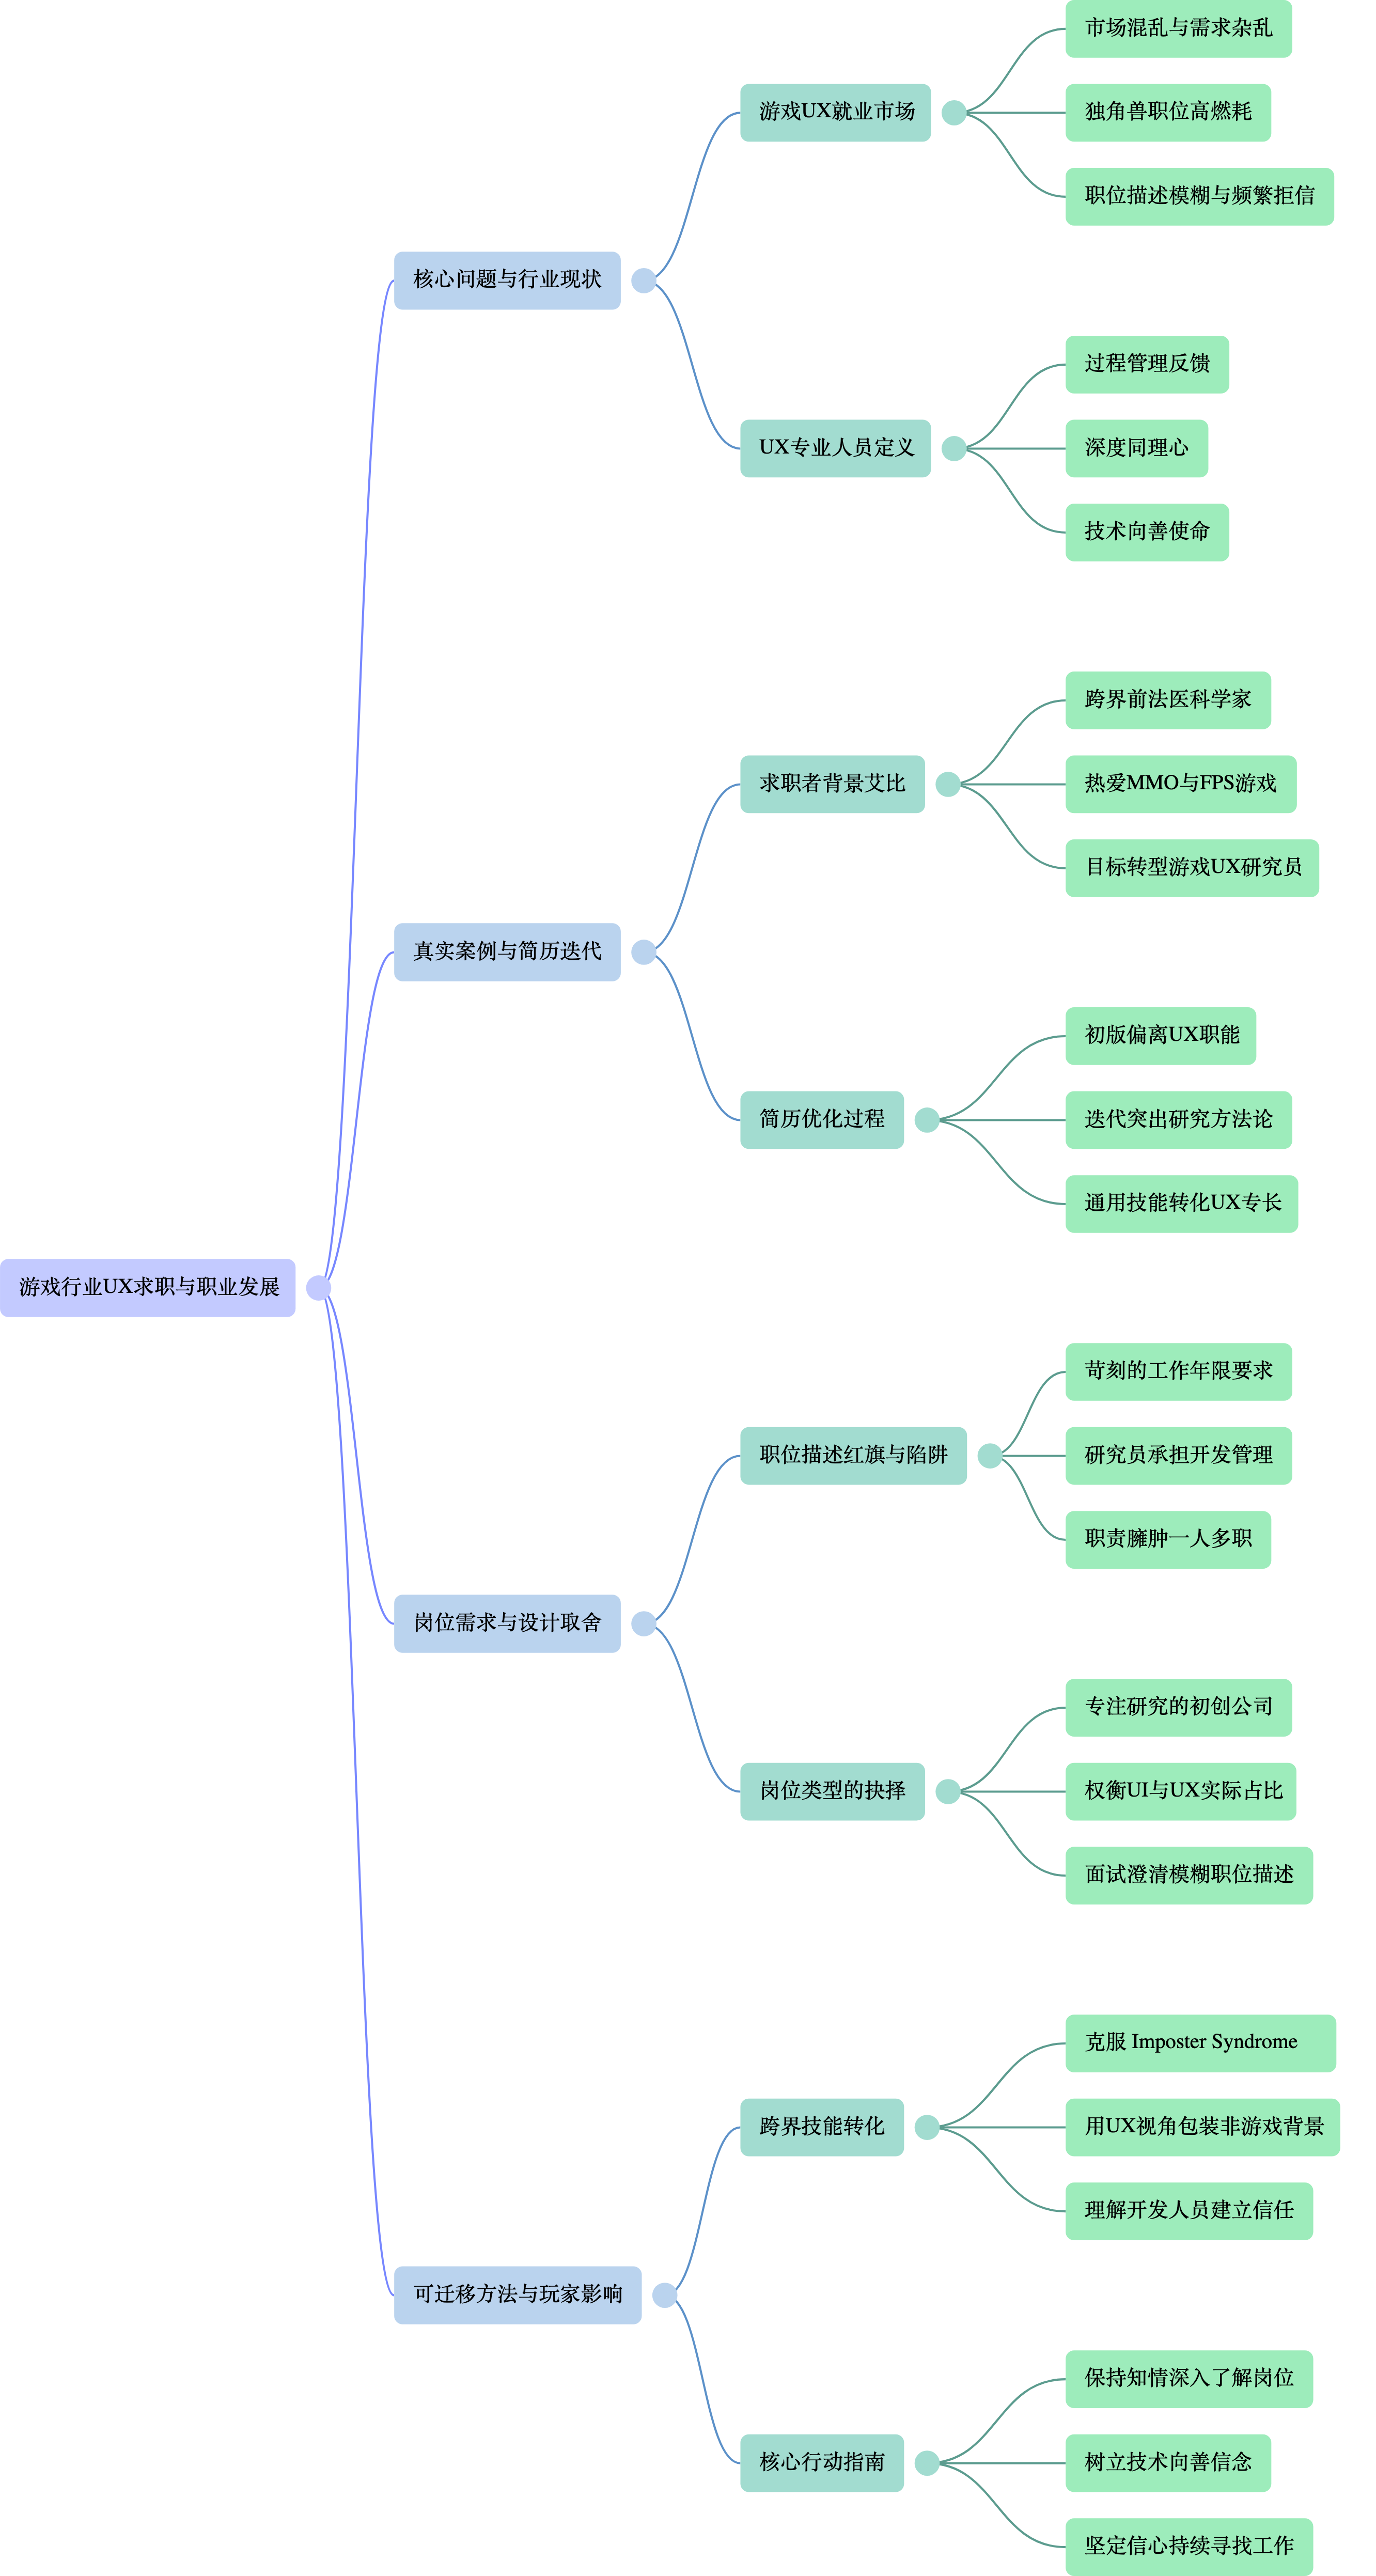 游戏行业UX求职与职业发展
核心问题与行业现状
游戏UX就业市场
市场混乱与需求杂乱
独角兽职位高燃耗
职位描述模糊与频繁拒信
UX专业人员定义
过程管理反馈
深度同理心
技术向善使命
真实案例与简历迭代
求职者背景艾比
跨界前法医科学家
热爱MMO与FPS游戏
目标转型游戏UX研究员
简历优化过程
初版偏离UX职能
迭代突出研究方法论
通用技能转化UX专长
岗位需求与设计取舍
职位描述红旗与陷阱
苛刻的工作年限要求
研究员承担开发管理
职责臃肿一人多职
岗位类型的抉择
专注研究的初创公司
权衡UI与UX实际占比
面试澄清模糊职位描述
可迁移方法与玩家影响
跨界技能转化
克服 Imposter Syndrome
用UX视角包装非游戏背景
理解开发人员建立信任
核心行动指南
保持知情深入了解岗位
树立技术向善信念
坚定信心持续寻找工作